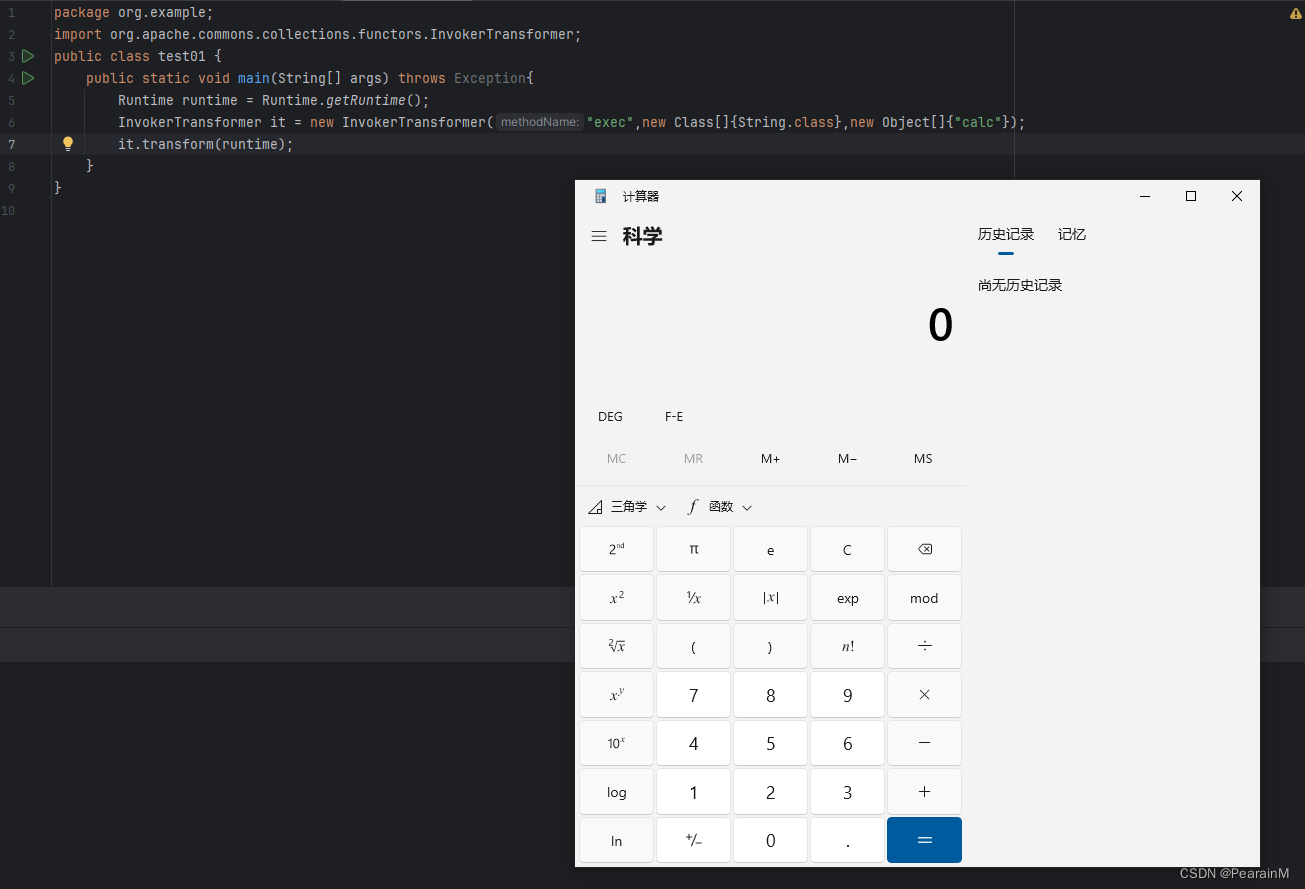 1 package org.example;
2 import org.apache.commons.collections.functors.InvokerTransformer;
3 public class test01 {
4 public static void main(String[] args) throws Exception{
5 Runtime runtime = Runtime.getRuntime();
6 InvokerTransformer it = new InvokerTransformer( methodName: "exec",new Class[]{String.class},new Object[]{"calc"});
7 it.transform(runtime);
8 }
9 }
10
计算器
科学
历史记录 记忆
尚无历史记录
0
DEG F-E
MC MR M+ M− MS
三角学 f 函数
2nd π e C
x² ¹/x |x| exp mod
²√x ( ) n! ÷
xʸ 7 8 9 ×
10ˣ 4 5 6 −
log 1 2 3 +
ln +/− 0 . =
CSDN @PearainM